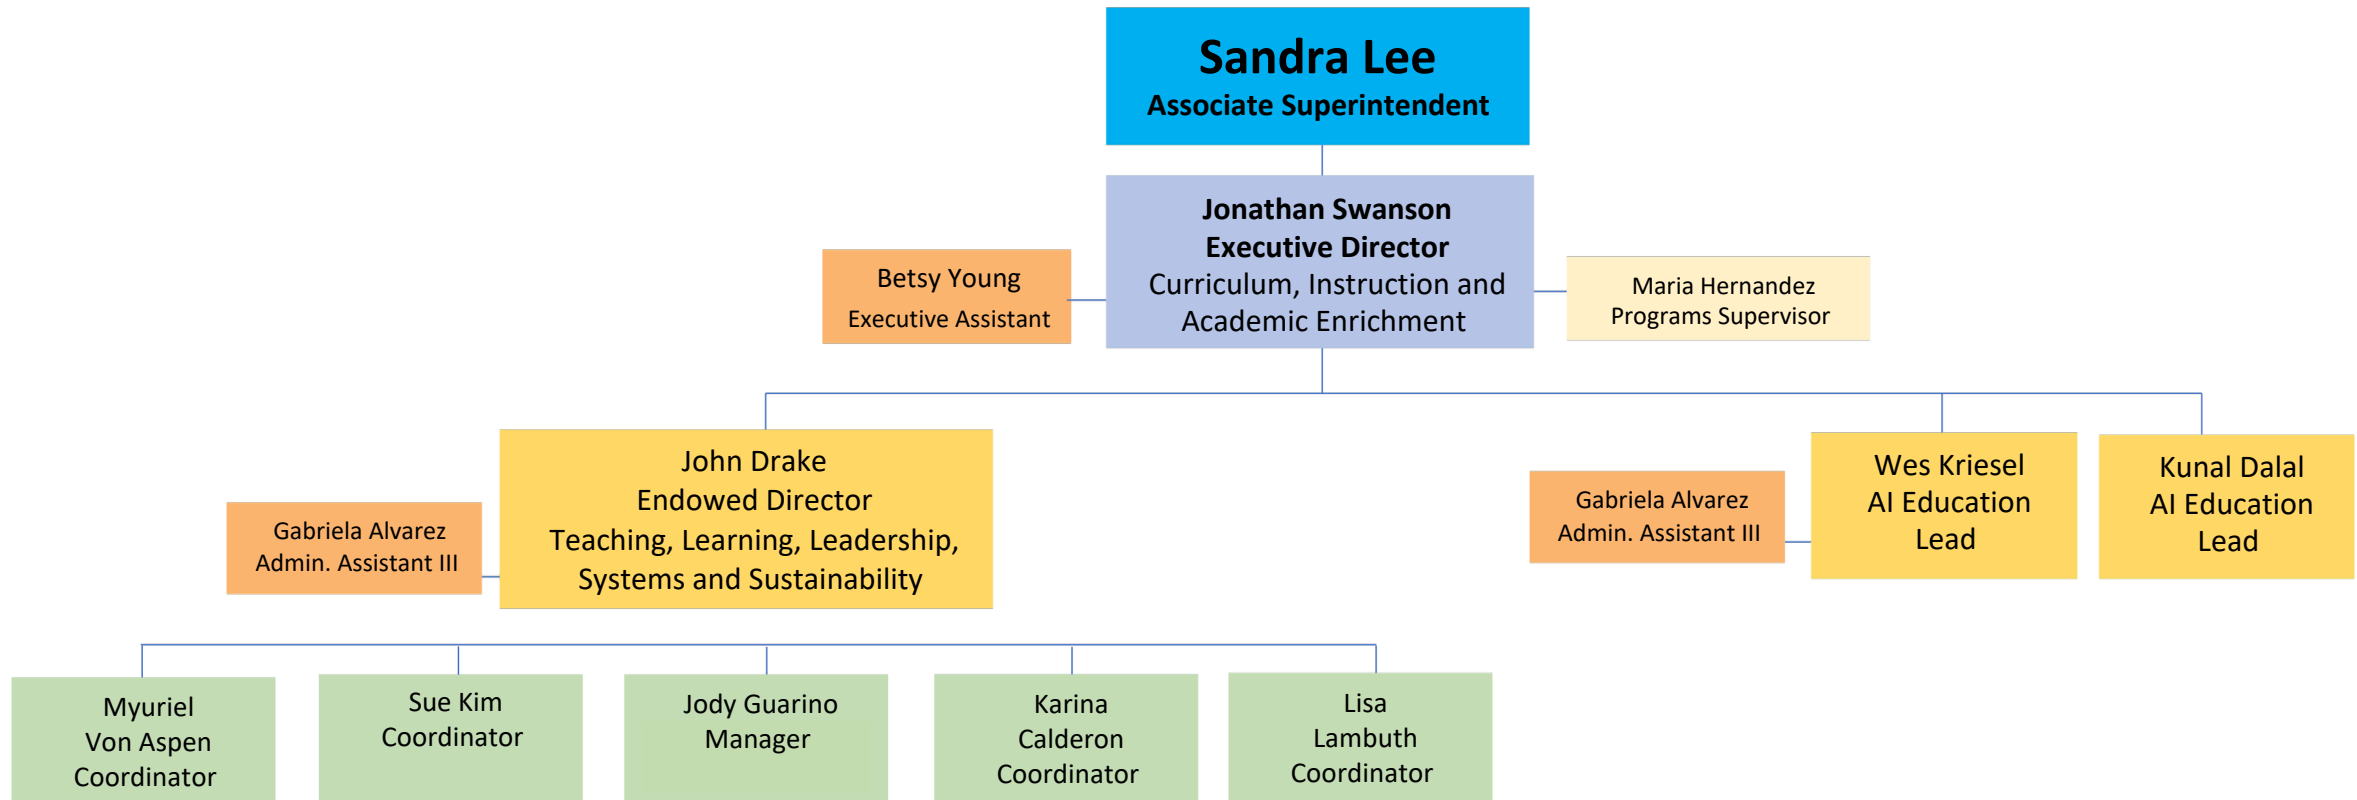 Sandra Lee
Associate Superintendent
Jonathan Swanson
Executive Director
Curriculum, Instruction and
Academic Enrichment
Betsy Young
Executive Assistant
Maria Hernandez
Programs Supervisor
John Drake
Endowed Director
Teaching, Learning, Leadership,
Systems and Sustainability
Gabriela Alvarez
Admin. Assistant III
Gabriela Alvarez
Admin. Assistant III
Wes Kriesel
AI Education
Lead
Kunal Dalal
AI Education
Lead
Myuriel
Von Aspen
Coordinator
Sue Kim
Coordinator
Jody Guarino
Manager
Karina
Calderon
Coordinator
Lisa
Lambuth
Coordinator